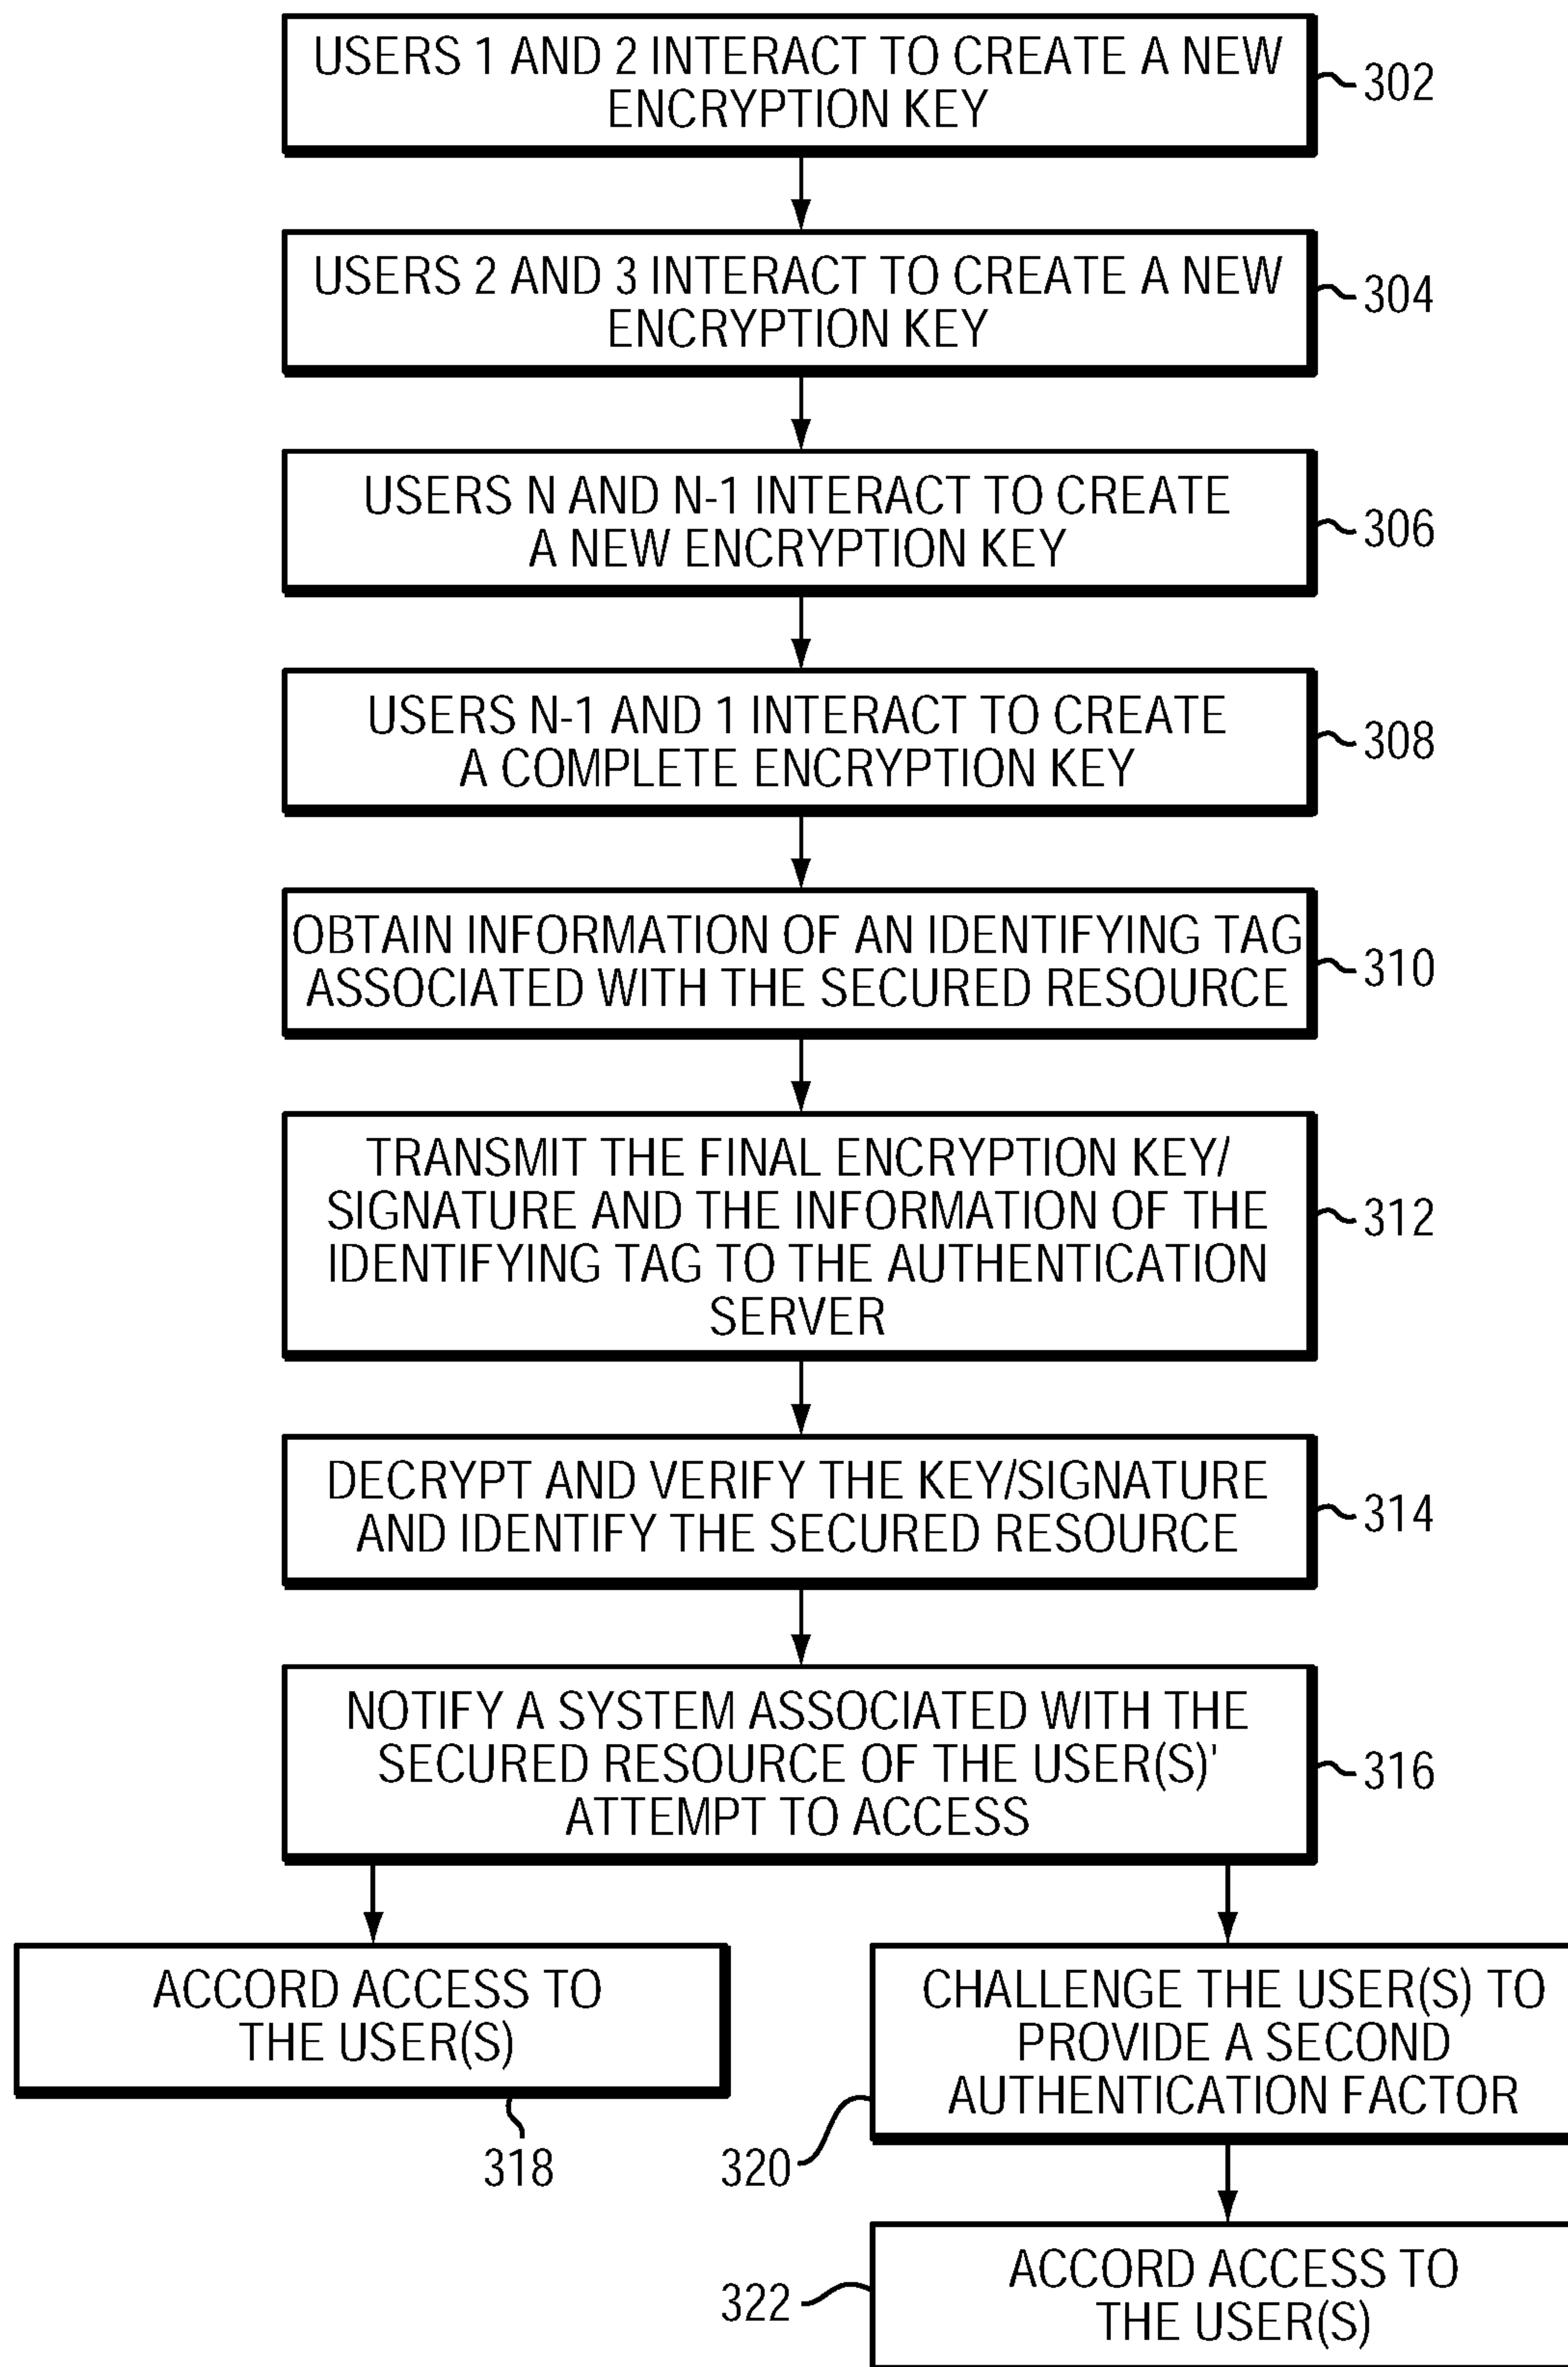 USERS 1 AND 2 INTERACT TO CREATE A NEW
ENCRYPTION KEY
302
USERS 2 AND 3 INTERACT TO CREATE A NEW
ENCRYPTION KEY
304
USERS N AND N-1 INTERACT TO CREATE
A NEW ENCRYPTION KEY
306
USERS N-1 AND 1 INTERACT TO CREATE
A COMPLETE ENCRYPTION KEY
308
OBTAIN INFORMATION OF AN IDENTIFYING TAG
ASSOCIATED WITH THE SECURED RESOURCE
310
TRANSMIT THE FINAL ENCRYPTION KEY/
SIGNATURE AND THE INFORMATION OF THE
IDENTIFYING TAG TO THE AUTHENTICATION
SERVER
312
DECRYPT AND VERIFY THE KEY/SIGNATURE
AND IDENTIFY THE SECURED RESOURCE
314
NOTIFY A SYSTEM ASSOCIATED WITH THE
SECURED RESOURCE OF THE USER(S)'
ATTEMPT TO ACCESS
316
ACCORD ACCESS TO
THE USER(S)
318
CHALLENGE THE USER(S) TO
PROVIDE A SECOND
AUTHENTICATION FACTOR
320
ACCORD ACCESS TO
THE USER(S)
322